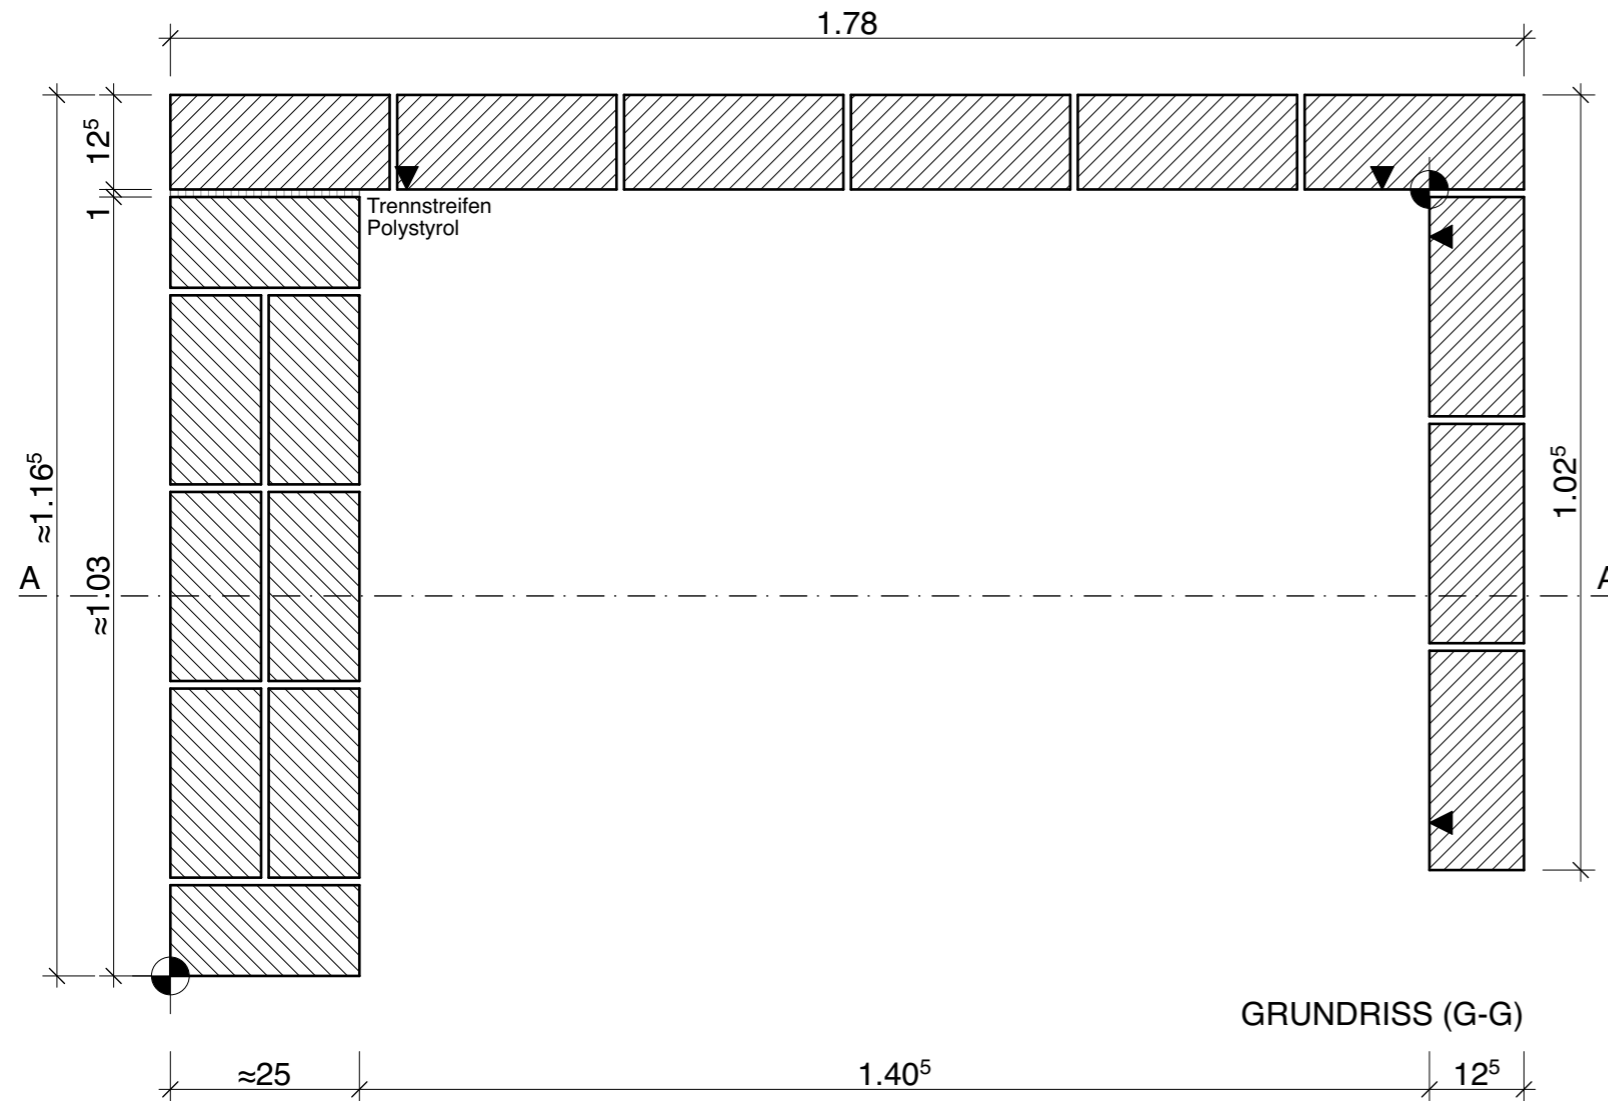 1.78
12⁵
1
Trennstreifen
Polystyrol
≈1.16⁵
≈1.03
1.02⁵
A
A
GRUNDRISS (G-G)
≈25
1.40⁵
12⁵